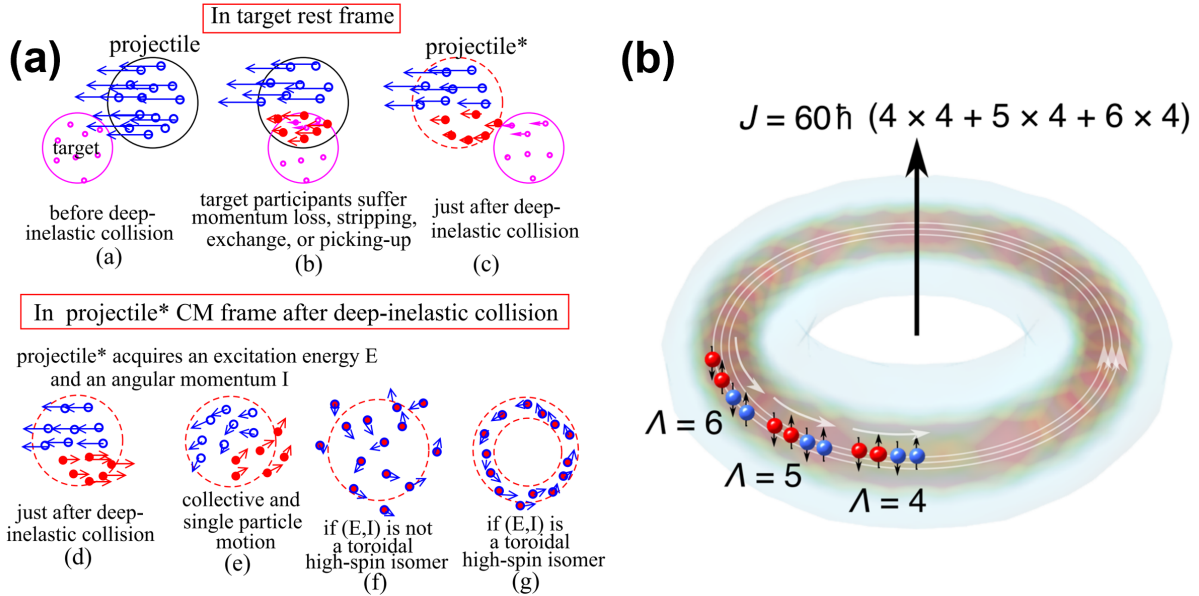 (a)
In target rest frame
projectile
target
before deep-
inelastic collision
(a)
target participants suffer
momentum loss, stripping,
exchange, or picking-up
(b)
projectile*
just after deep-
inelastic collision
(c)
In projectile* CM frame after deep-inelastic collision
projectile* acquires an excitation energy E
and an angular momentum I
just after deep-
inelastic collision
(d)
collective and
single particle
motion
(e)
if (E,I) is not
a toroidal
high-spin isomer
(f)
if (E,I) is
a toroidal
high-spin isomer
(g)
(b)
J = 60ħ (4 × 4 + 5 × 4 + 6 × 4)
Λ = 6
Λ = 5
Λ = 4